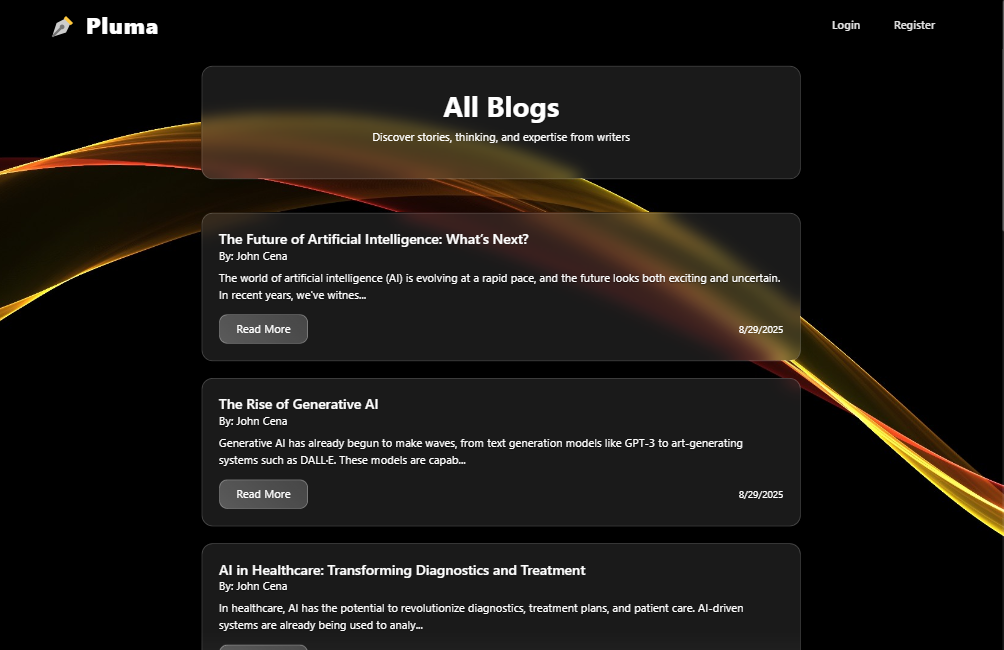 Pluma
Login
Register
All Blogs
Discover stories, thinking, and expertise from writers
The Future of Artificial Intelligence: What's Next?
By: John Cena
The world of artificial intelligence (AI) is evolving at a rapid pace, and the future looks both exciting and uncertain.
In recent years, we've witnes...
Read More
8/29/2025
The Rise of Generative AI
By: John Cena
Generative AI has already begun to make waves, from text generation models like GPT-3 to art-generating
systems such as DALL·E. These models are capab...
Read More
8/29/2025
AI in Healthcare: Transforming Diagnostics and Treatment
By: John Cena
In healthcare, AI has the potential to revolutionize diagnostics, treatment plans, and patient care. AI-driven
systems are already being used to analy...